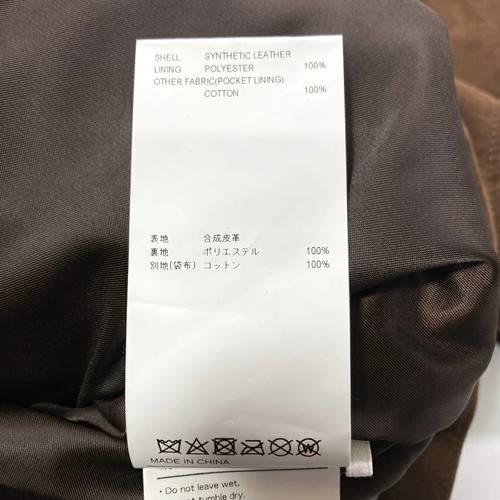 SHELL SYNTHETIC LEATHER
LINING POLYESTER 100%
OTHER FABRIC(POCKET LINING)
COTTON 100%
表地 合成皮革
裏地 ポリエステル 100%
別地(袋布) コットン 100%
MADE IN CHINA
・Do not leave wet.
tumble dry.